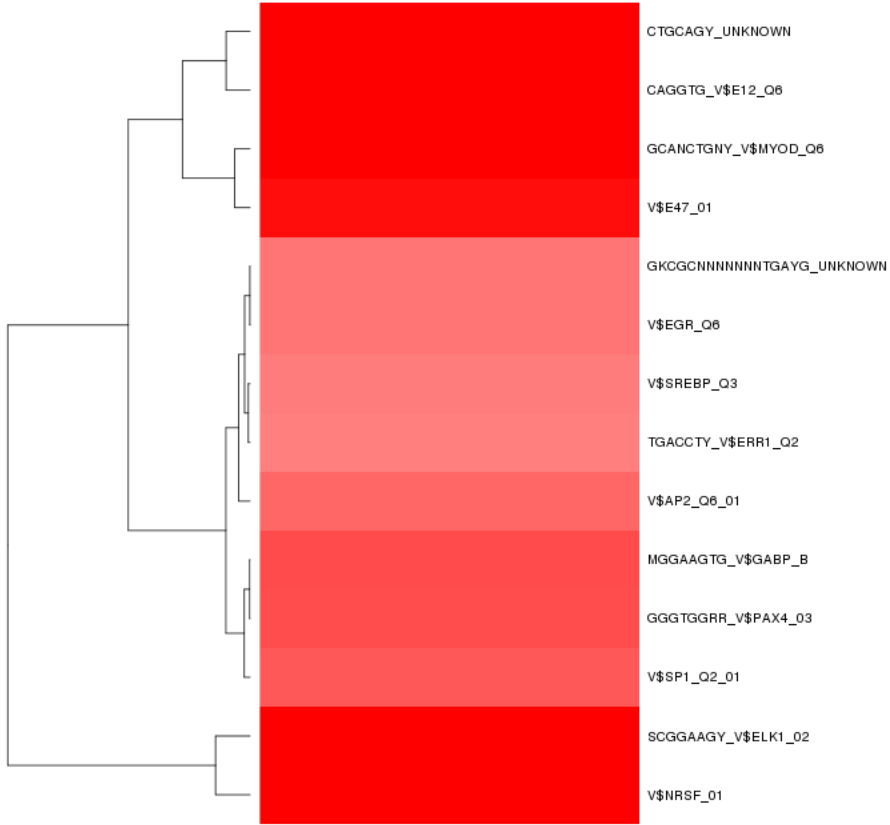 CTGCAGY_UNKNOWN
CAGGTG_V$E12_Q6
GCANCTGNY_V$MYOD_Q6
V$E47_01
GKCGCNNNNNNNTGAYG_UNKNOWN
V$EGR_Q6
V$SREBP_Q3
TGACCTY_V$ERR1_Q2
V$AP2_Q6_01
MGGAAGTG_V$GABP_B
GGGTGGRR_V$PAX4_03
V$SP1_Q2_01
SCGGAAGY_V$ELK1_02
V$NRSF_01